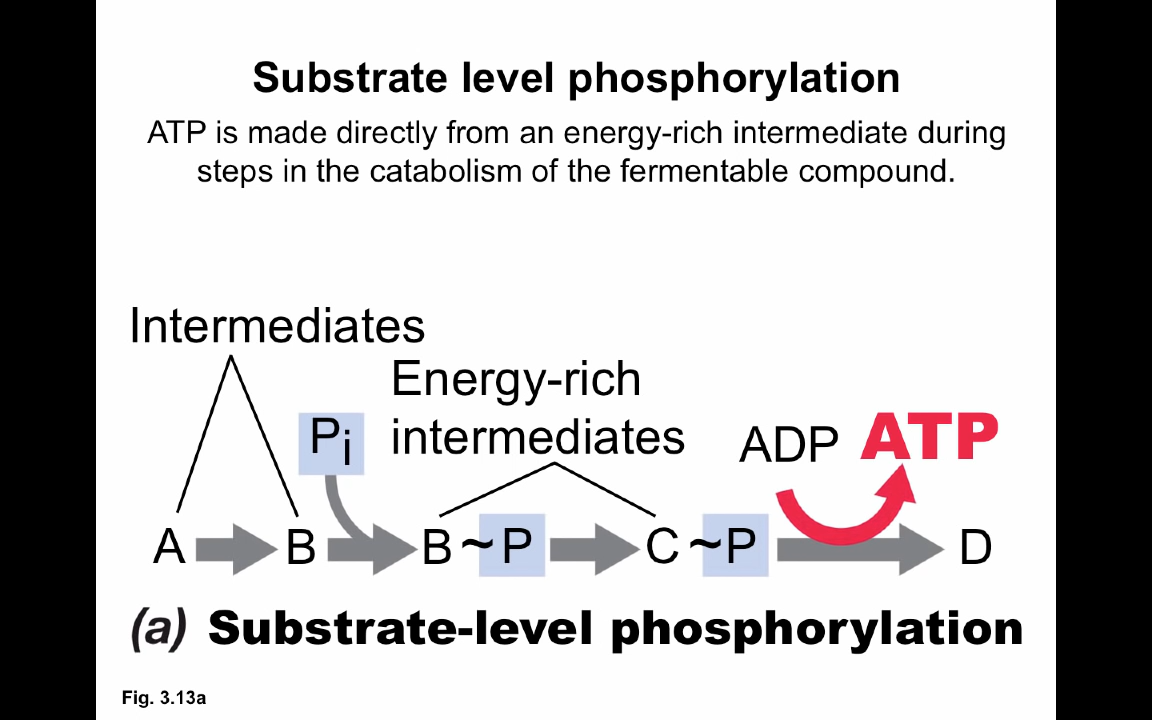 Substrate level phosphorylation
ATP is made directly from an energy-rich intermediate during
steps in the catabolism of the fermentable compound.
Intermediates
Energy-rich
intermediates
Pi
ADP ATP
A B B ~ P C ~ P D
(a) Substrate-level phosphorylation
Fig. 3.13a